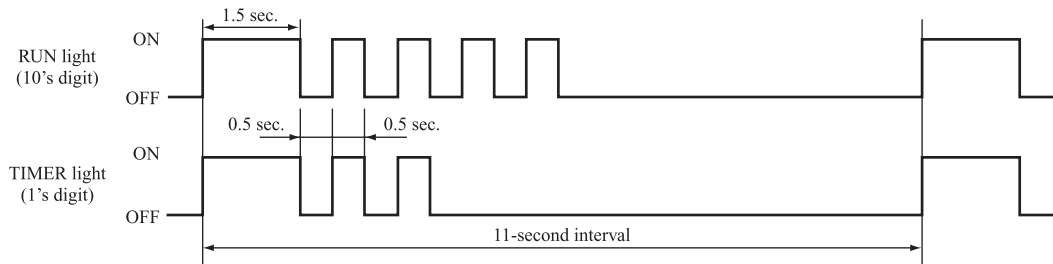 1.5 sec.
ON
RUN light
(10's digit)
OFF
0.5 sec.
0.5 sec.
ON
TIMER light
(1's digit)
OFF
11-second interval